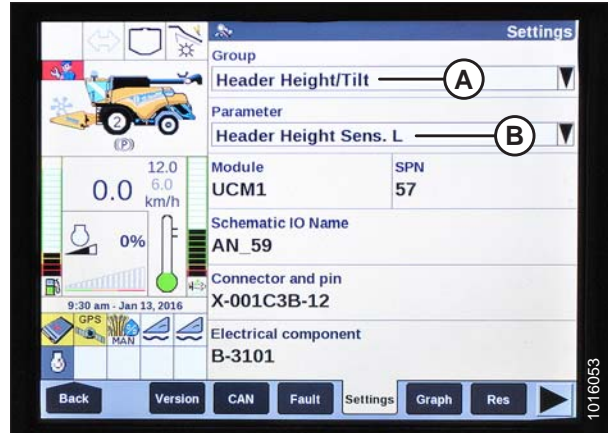 Settings
Group
Header Height/Tilt
A
Parameter
Header Height Sens. L
B
2
(P)
12.0
0.0
6.0
km/h
0%
9:30 am - Jan 13, 2016
GPS
MAN
Module
SPN
UCM1
57
Schematic IO Name
AN_59
Connector and pin
X-001C3B-12
Electrical component
B-3101
Back
Version
CAN
Fault
Settings
Graph
Res
1016053